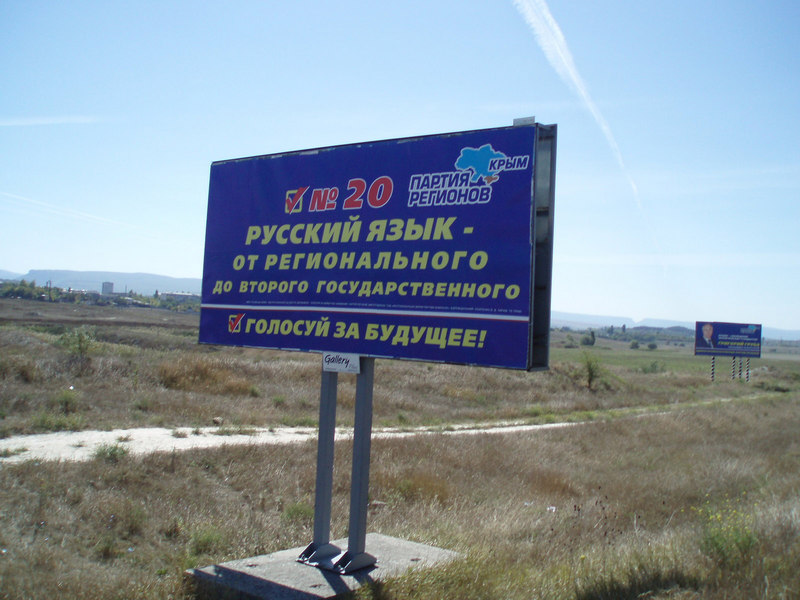 № 20
КРЫМ
ПАРТИЯ
РЕГИОНОВ
РУССКИЙ ЯЗЫК -
ОТ РЕГИОНАЛЬНОГО
ДО ВТОРОГО ГОСУДАРСТВЕННОГО
ГОЛОСУЙ ЗА БУДУЩЕЕ!
Gallery